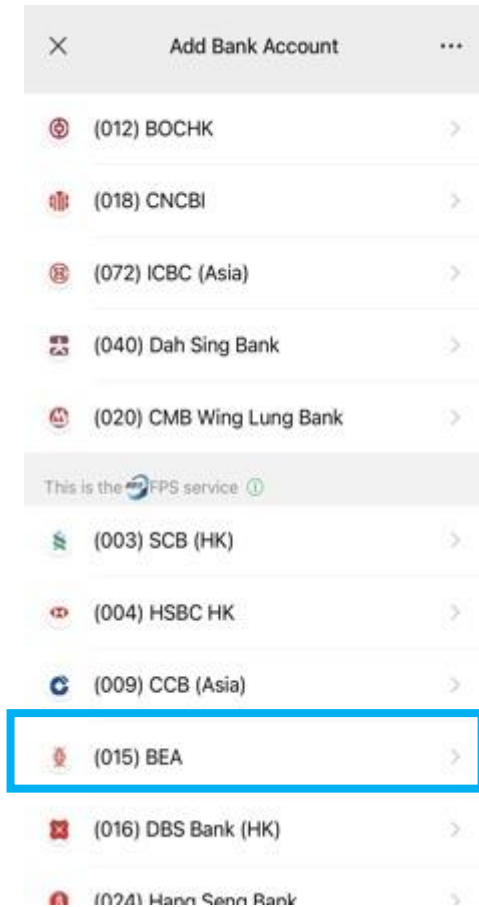 Add Bank Account
(012) BOCHK
(018) CNCBI
(072) ICBC (Asia)
(040) Dah Sing Bank
(020) CMB Wing Lung Bank
This is the FPS service
(003) SCB (HK)
(004) HSBC HK
(009) CCB (Asia)
(015) BEA
(016) DBS Bank (HK)
(024) Hang Seng Bank